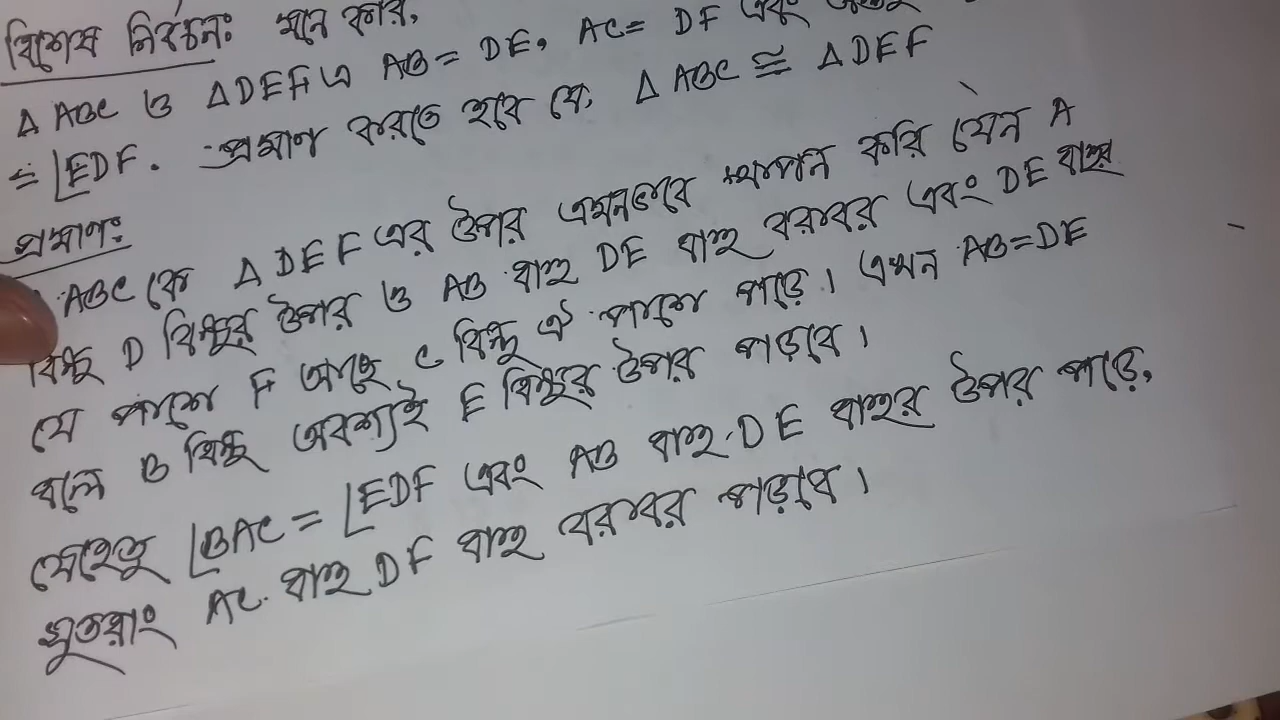 বিশেষ নির্বচনঃ মনে করি,
Δ ABC ও ΔDEF এ AB = DE, AC = DF এবং
= ∠EDF. প্রমাণ করতে হবে যে, Δ ABC ≅ ΔDEF
প্রমাণঃ
ABC কে Δ DEF এর উপর এমনভাবে স্থাপন করি যেন A
বিন্দু D বিন্দুর উপর ও AB বাহু DE বাহু বরাবর এবং DE বাহুর
যে পাশে F আছে C বিন্দু ঐ পাশে পড়ে। এখন AB = DE
বলে B বিন্দু অবশ্যই E বিন্দুর উপর পড়বে।
যেহেতু ∠BAC = ∠EDF এবং AB বাহু DE বাহুর উপর পড়ে,
সুতরাং AC বাহু DF বাহু বরাবর পড়বে।